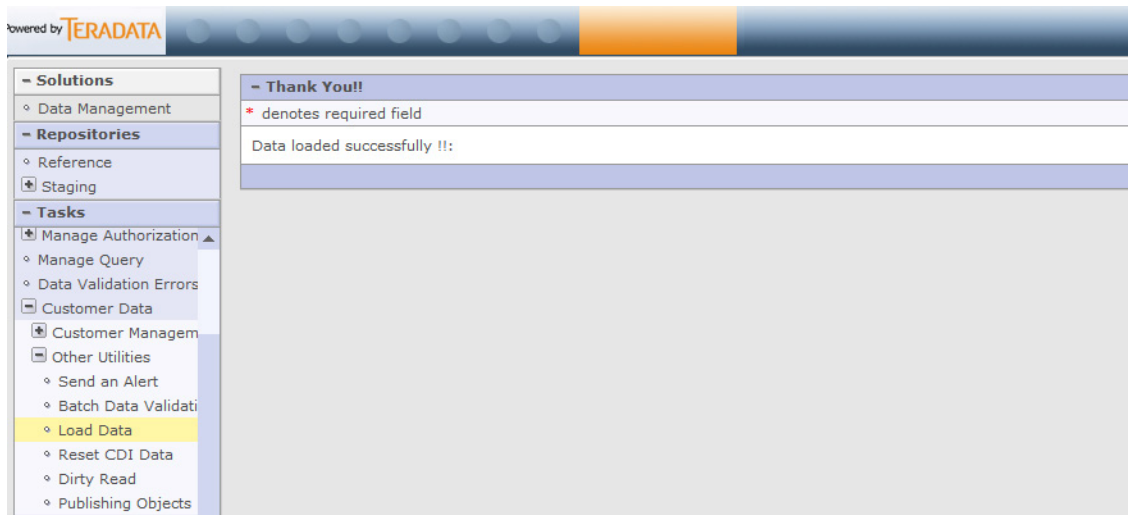 Powered by TERADATA
- Solutions
Data Management
- Repositories
Reference
+ Staging
- Tasks
+ Manage Authorization
Manage Query
Data Validation Errors
- Customer Data
+ Customer Managem
- Other Utilities
Send an Alert
Batch Data Validati
Load Data
Reset CDI Data
Dirty Read
Publishing Objects
- Thank You!!
* denotes required field
Data loaded successfully !!: